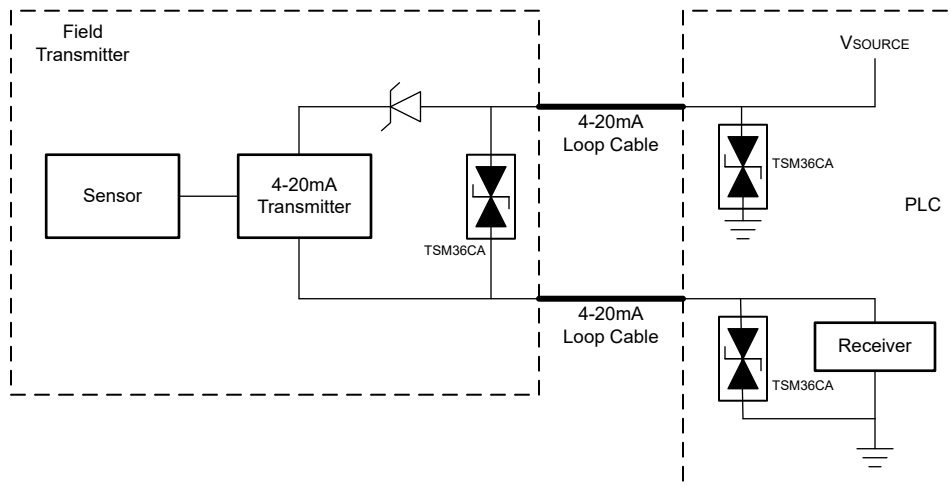 Field
Transmitter
VSOURCE
4-20mA
Loop Cable
TSM36CA
Sensor
4-20mA
Transmitter
PLC
TSM36CA
4-20mA
Loop Cable
Receiver
TSM36CA